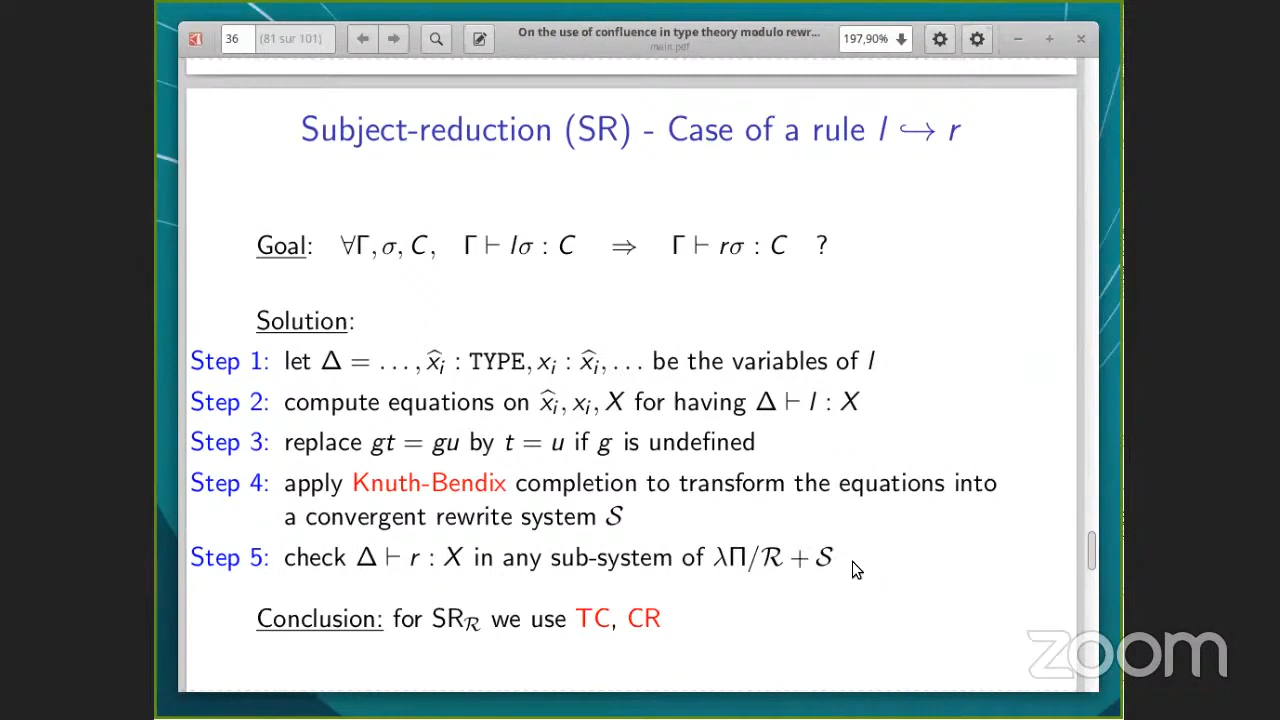 36 (81 sur 101) On the use of confluence in type theory modulo rewr... 197,90%
main.pdf
Subject-reduction (SR) - Case of a rule l ↪ r
Goal: ∀Γ, σ, C, Γ ⊢ lσ : C ⇒ Γ ⊢ rσ : C ?
Solution:
Step 1: let Δ = ..., x̂ᵢ : TYPE, xᵢ : x̂ᵢ, ... be the variables of l
Step 2: compute equations on x̂ᵢ, xᵢ, X for having Δ ⊢ l : X
Step 3: replace gt = gu by t = u if g is undefined
Step 4: apply Knuth-Bendix completion to transform the equations into
a convergent rewrite system 𝒮
Step 5: check Δ ⊢ r : X in any sub-system of λΠ/ℛ + 𝒮
Conclusion: for SR_ℛ we use TC, CR
zoom